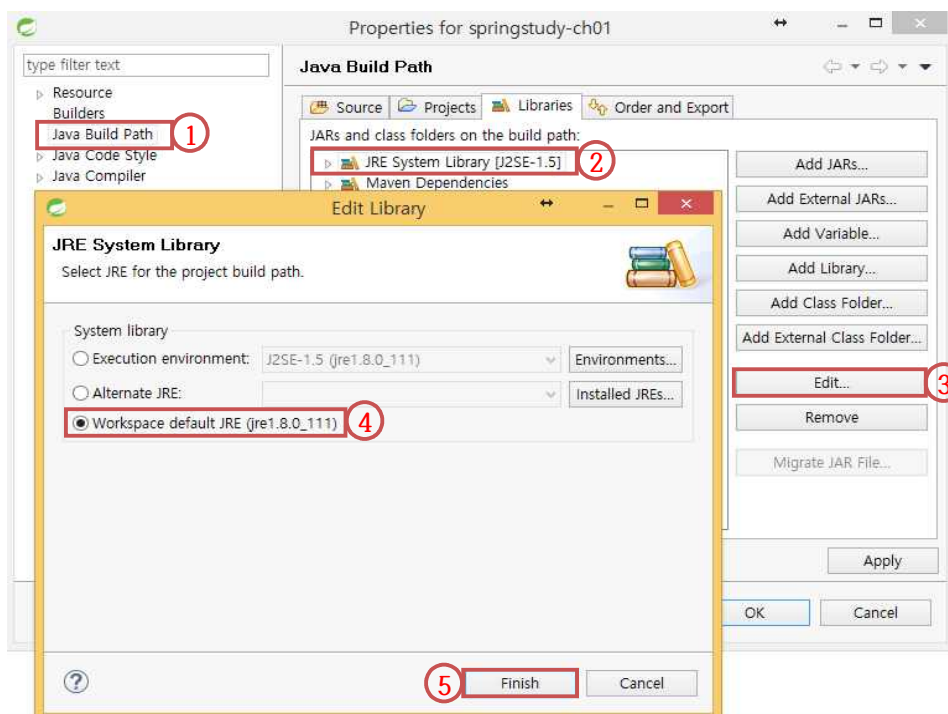 Properties for springstudy-ch01
type filter text
Resource
Builders
Java Build Path
1
Java Code Style
Java Compiler
Java Build Path
Source
Projects
Libraries
Order and Export
JARs and class folders on the build path:
JRE System Library [J2SE-1.5]
2
Maven Dependencies
Add JARs...
Add External JARs...
Add Variable...
Add Library...
Add Class Folder...
Add External Class Folder...
Edit...
3
Remove
Migrate JAR File...
Apply
OK
Cancel
Edit Library
JRE System Library
Select JRE for the project build path.
System library
Execution environment:
J2SE-1.5 (jre1.8.0_111)
Environments...
Alternate JRE:
Installed JREs...
Workspace default JRE (jre1.8.0_111)
4
?
5
Finish
Cancel